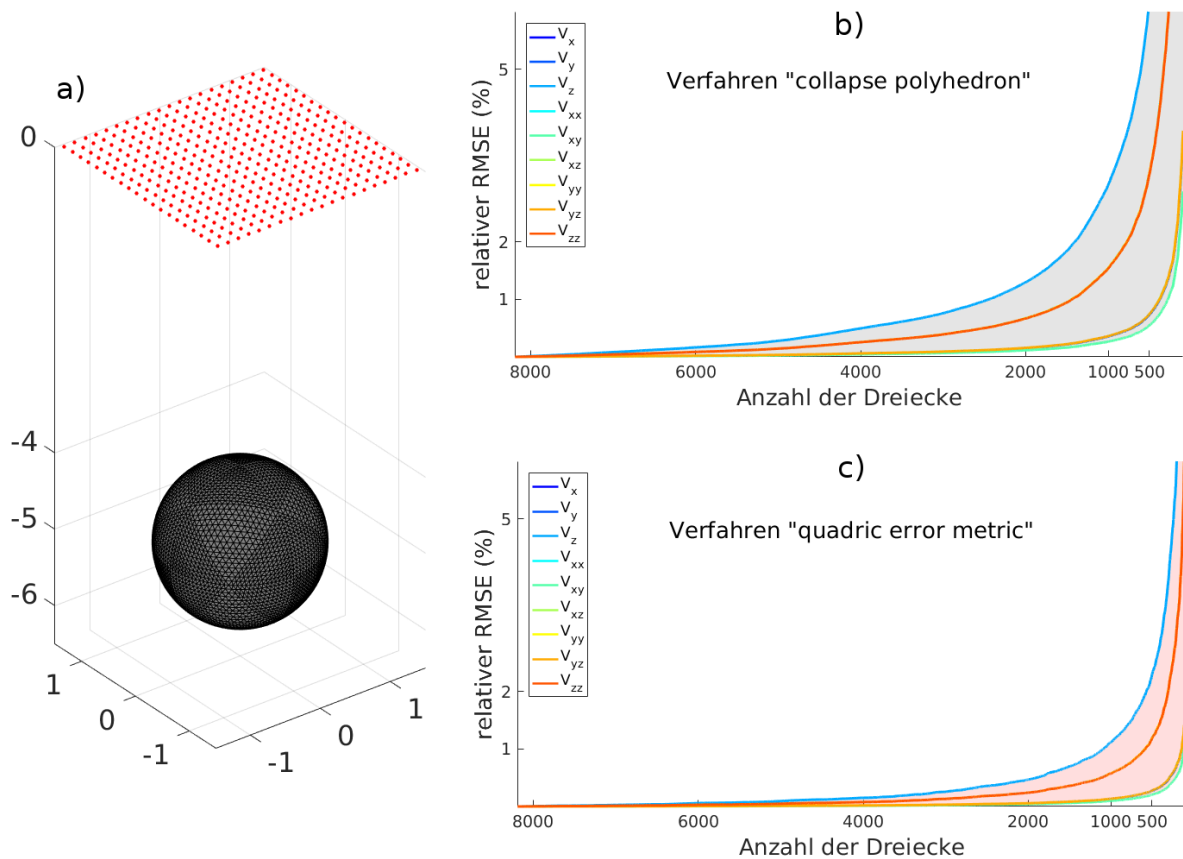 a)
0
-4
-5
-6
1
0
-1
-1
0
1
b)
Verfahren "collapse polyhedron"
relativer RMSE (%)
5
2
1
V_x
V_y
V_z
V_xx
V_xy
V_xz
V_yy
V_yz
V_zz
8000 6000 4000 2000 1000 500
Anzahl der Dreiecke
c)
Verfahren "quadric error metric"
relativer RMSE (%)
5
2
1
V_x
V_y
V_z
V_xx
V_xy
V_xz
V_yy
V_yz
V_zz
8000 6000 4000 2000 1000 500
Anzahl der Dreiecke